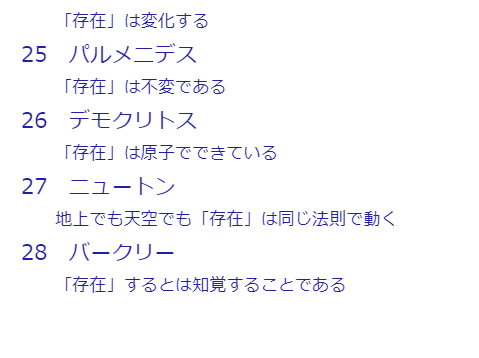 「存在」は変化する
25　パルメニデス
「存在」は不変である
26　デモクリトス
「存在」は原子でできている
27　ニュートン
地上でも天空でも「存在」は同じ法則で動く
28　バークリー
「存在」するとは知覚することである